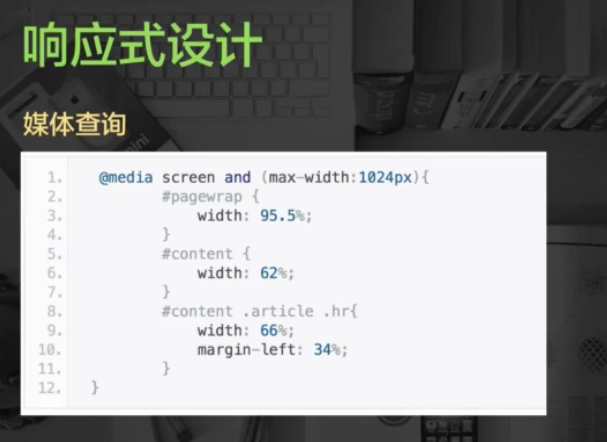 响应式设计
媒体查询
1. @media screen and (max-width:1024px){
2. #pagewrap {
3. width: 95.5%;
4. }
5. #content {
6. width: 62%;
7. }
8. #content .article .hr{
9. width: 66%;
10. margin-left: 34%;
11. }
12. }
mini